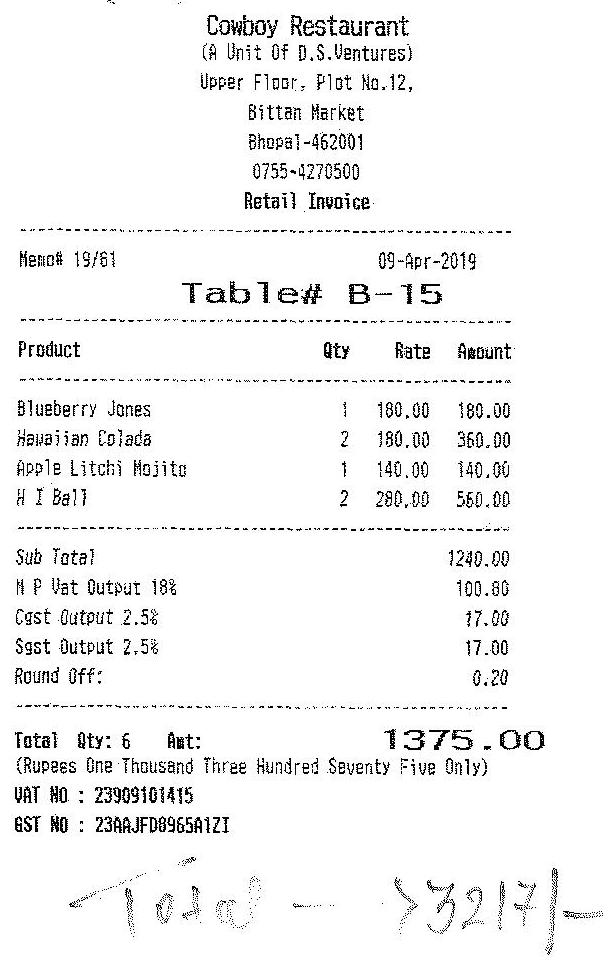 Cowboy Restaurant
(A Unit Of D.S.Ventures)
Upper Floor, Plot No.12,
Bittan Market
Bhopal-462001
0755-4270500
Retail Invoice
Memo# 19/61 09-Apr-2019
Table# B-15
Product Qty Rate Amount
Blueberry Jones 1 180.00 180.00
Hawaiian Colada 2 180.00 360.00
Apple Litchi Mojito 1 140.00 140.00
H I Ball 2 280.00 560.00
Sub Total 1240.00
M P Vat Output 18% 100.80
Cgst Output 2.5% 17.00
Sgst Output 2.5% 17.00
Round Off: 0.20
Total Qty: 6 Amt: 1375.00
(Rupees One Thousand Three Hundred Seventy Five Only)
VAT NO : 23909101415
GST NO : 23AAJFD8965A1ZI
Total — >3217/-